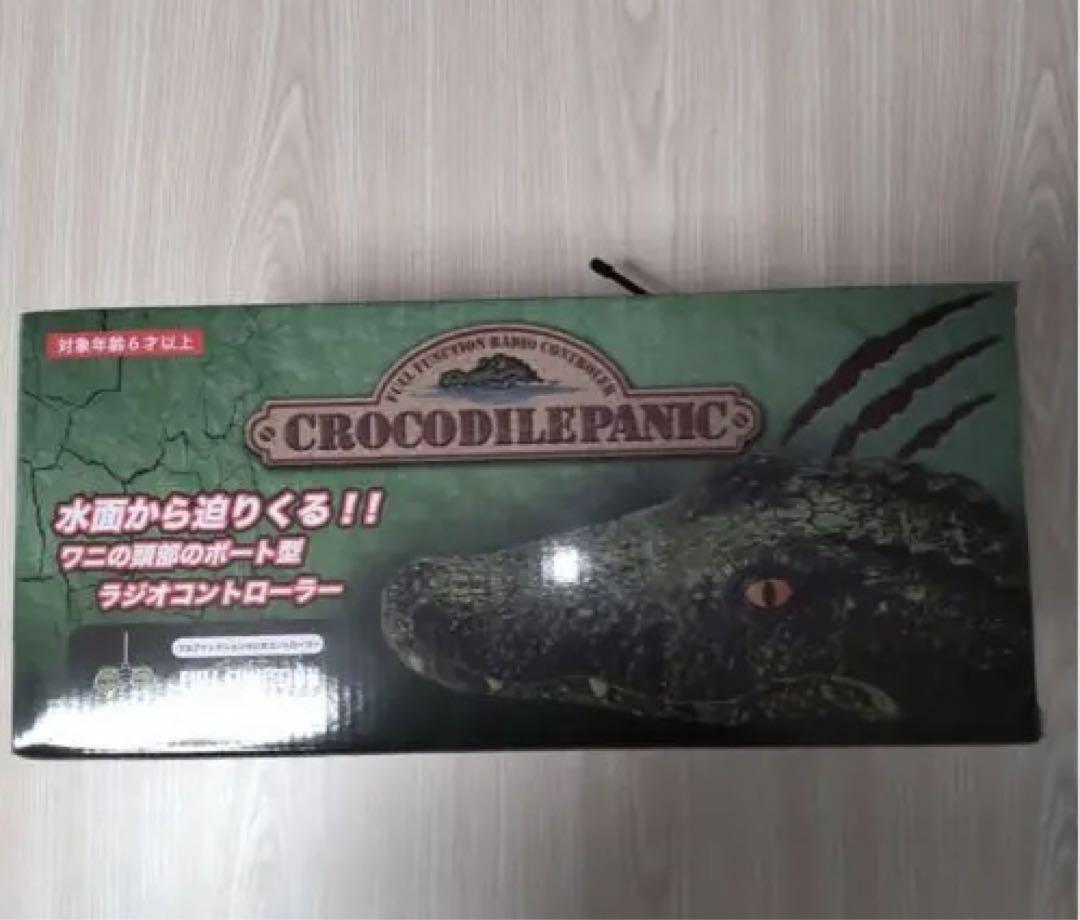 対象年齢6才以上
FULL FUNCTION RADIO CONTROLER
CROCODILEPANIC
水面から迫りくる!!
ワニの頭部のボート型
ラジオコントローラー